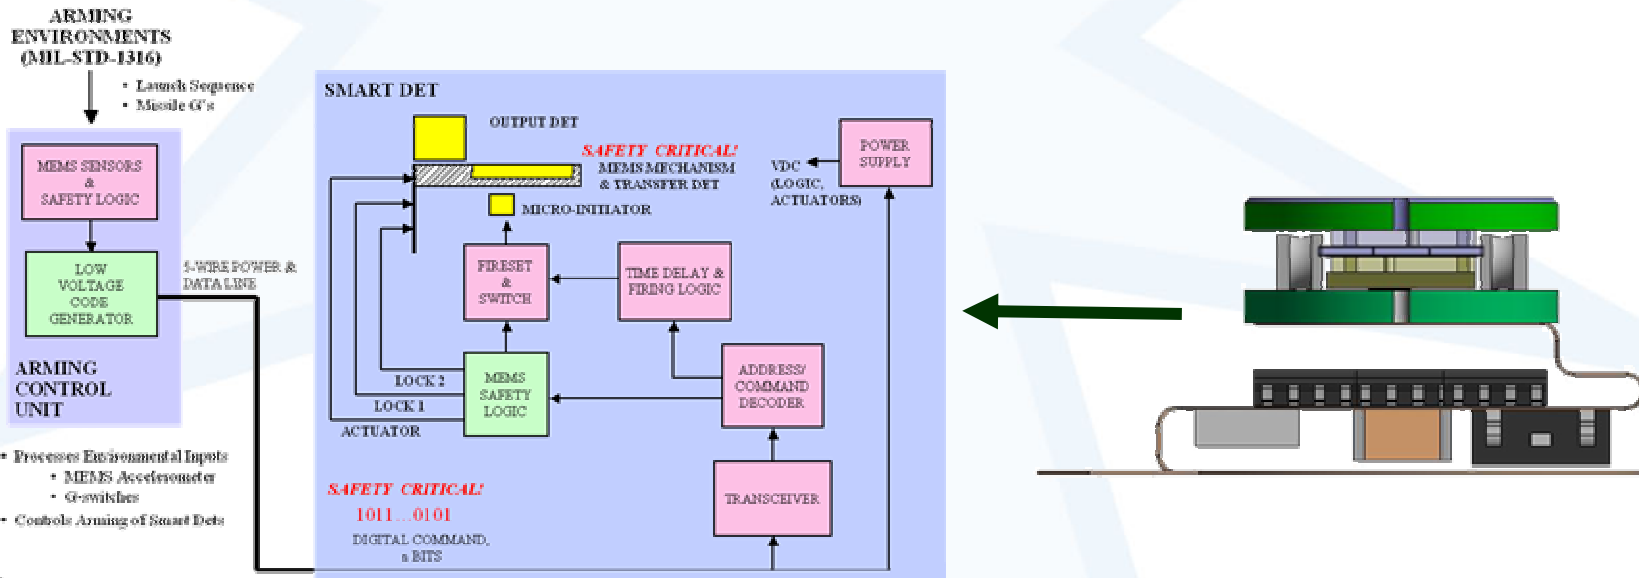 ARMING
ENVIRONMENTS
(MIL-STD-1316)
• Launch Sequence
• Missile G's
MEMS SENSORS
&
SAFETY LOGIC
LOW
VOLTAGE
CODE
GENERATOR
ARMING
CONTROL
UNIT
5-WIRE POWER &
DATA LINE
• Processes Environmental Inputs
• MEMS Accelerometer
• G-switches
• Controls Arming of Smart Dets
SMART DET
OUTPUT DET
SAFETY CRITICAL!
MEMS MECHANISM
& TRANSFER DET
MICRO-INITIATOR
POWER
SUPPLY
VDC
(LOGIC,
ACTUATORS)
FIRESET
&
SWITCH
TIME DELAY &
FIRING LOGIC
LOCK 2
LOCK 1
ACTUATOR
MEMS
SAFETY
LOGIC
ADDRESS/
COMMAND
DECODER
TRANSCEIVER
SAFETY CRITICAL!
1011...0101
DIGITAL COMMAND,
n BITS